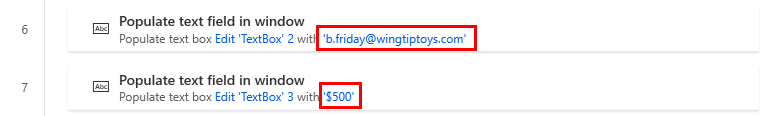 6
Abc
Populate text field in window
Populate text box Edit 'TextBox' 2 with 'b.friday@wingtiptoys.com'
7
Abc
Populate text field in window
Populate text box Edit 'TextBox' 3 with '$500'